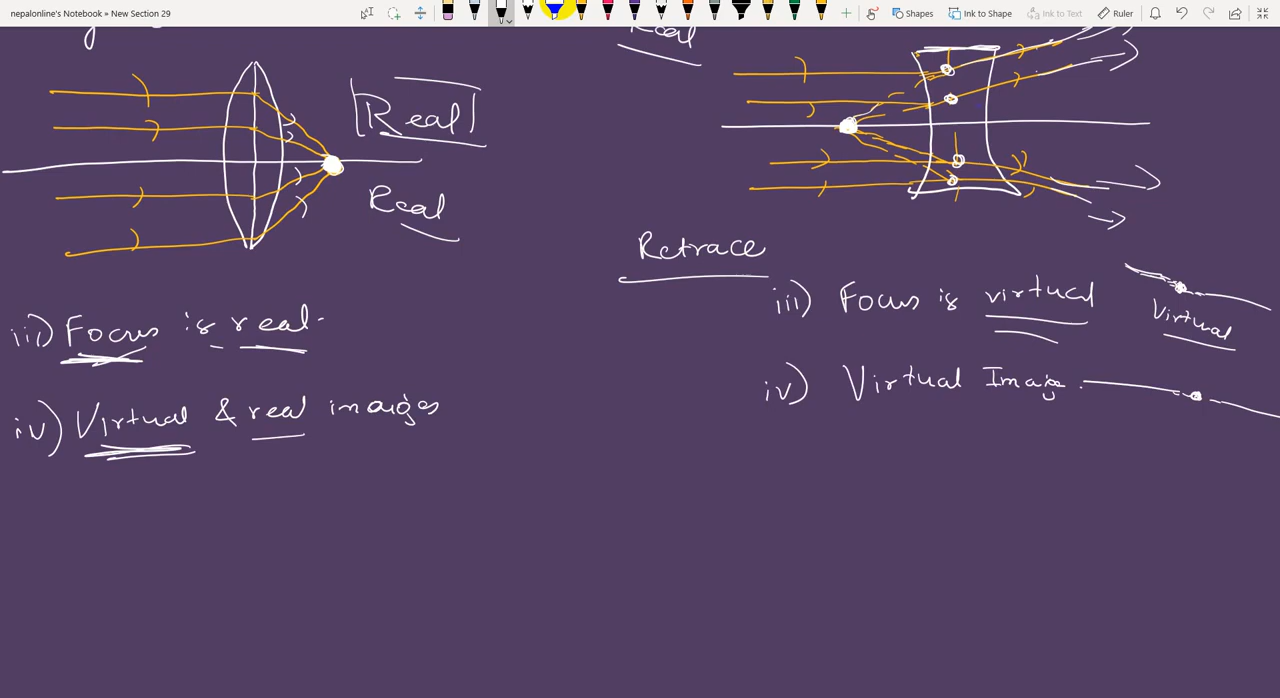 nepalonline's Notebook » New Section 29
Shapes
Ink to Shape
Ink to Text
Ruler
Real
Real
Real
Retrace
iii) Focus is real.
iv) Virtual & real images
iii) Focus is virtual
Virtual
iv) Virtual Image.